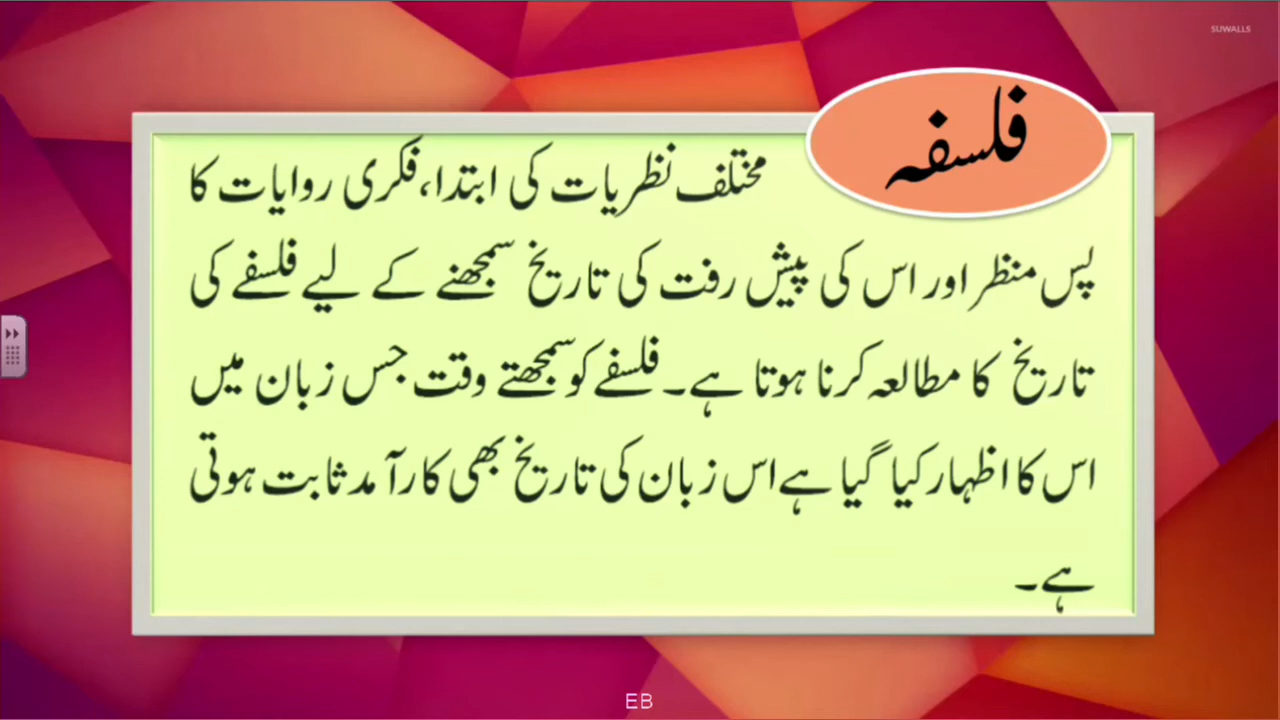 SUWALLS
فلسفہ
مختلف نظریات کی ابتدا، فکری روایات کا
پس منظر اور اس کی پیش رفت کی تاریخ سمجھنے کے لیے فلسفے کی
تاریخ کا مطالعہ کرنا ہوتا ہے۔ فلسفے کو سمجھتے وقت جس زبان میں
اس کا اظہار کیا گیا ہے اس زبان کی تاریخ بھی کارآمد ثابت ہوتی
ہے۔
EB